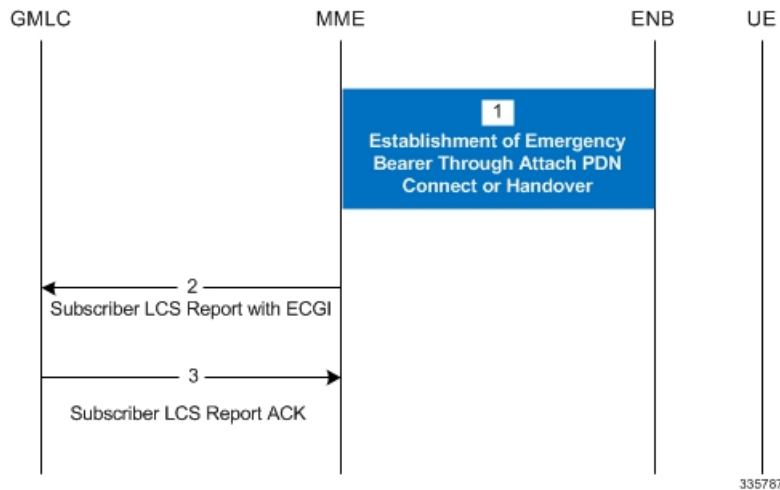 GMLC MME ENB UE
1
Establishment of Emergency
Bearer Through Attach PDN
Connect or Handover
2
Subscriber LCS Report with ECGI
3
Subscriber LCS Report ACK